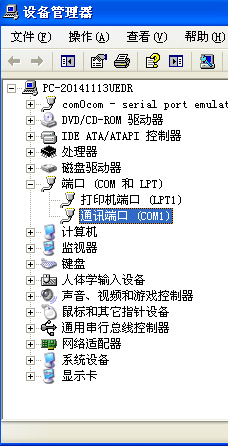 设备管理器
文件(F) 操作(A) 查看(V) 帮助(H)
PC-20141113UEDR
com0com - serial port emulat
DVD/CD-ROM 驱动器
IDE ATA/ATAPI 控制器
处理器
磁盘驱动器
端口 (COM 和 LPT)
打印机端口 (LPT1)
通讯端口 (COM1)
计算机
监视器
键盘
人体学输入设备
声音、视频和游戏控制器
鼠标和其它指针设备
通用串行总线控制器
网络适配器
系统设备
显示卡